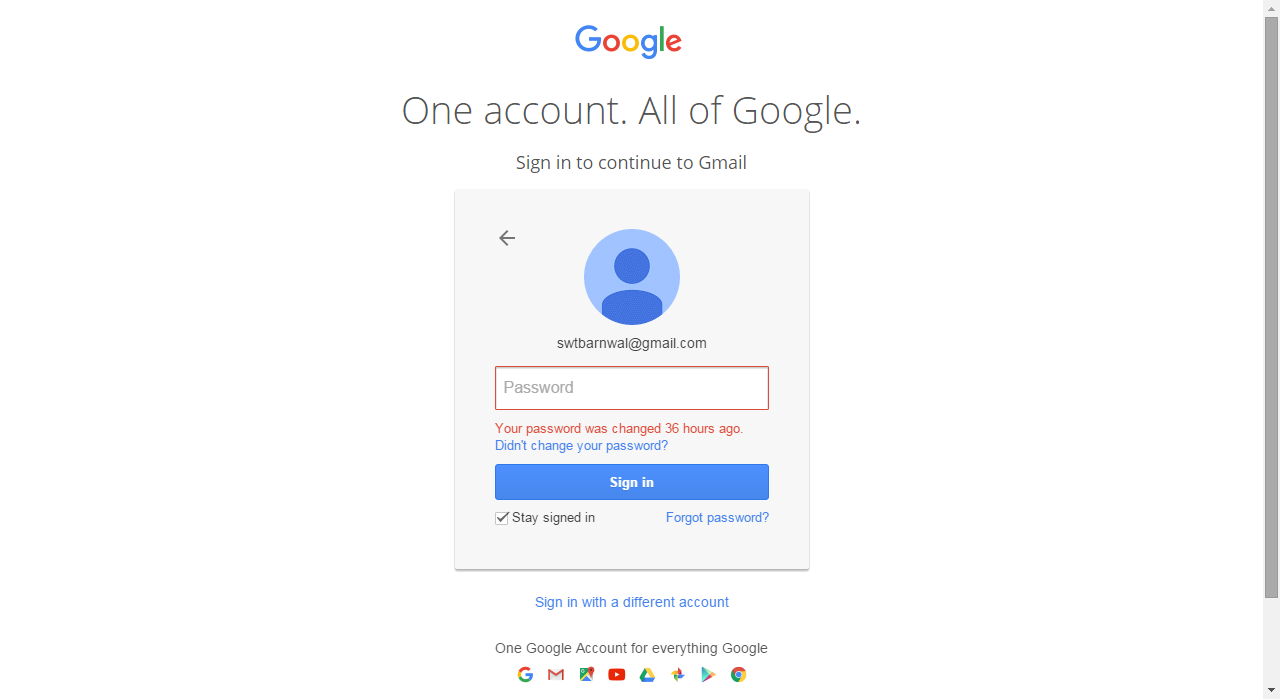 Google
One account. All of Google.
Sign in to continue to Gmail
swtbarnwal@gmail.com
Password
Your password was changed 36 hours ago.
Didn't change your password?
Sign in
Stay signed in
Forgot password?
Sign in with a different account
One Google Account for everything Google